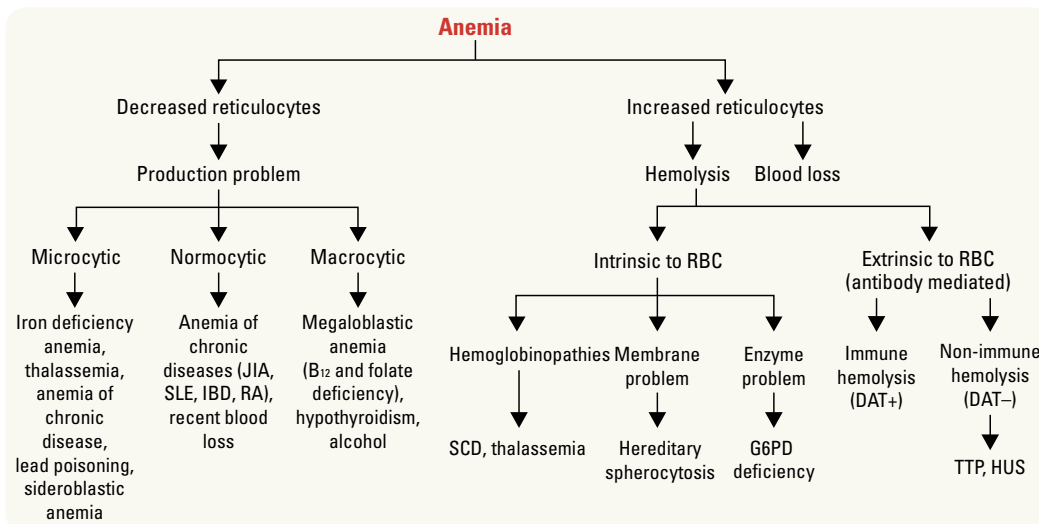 Anemia
Decreased reticulocytes
Increased reticulocytes
Production problem
Hemolysis
Blood loss
Microcytic
Normocytic
Macrocytic
Intrinsic to RBC
Extrinsic to RBC
(antibody mediated)
Iron deficiency
anemia,
thalassemia,
anemia of
chronic
disease,
lead poisoning,
sideroblastic
anemia
Anemia of
chronic
diseases (JIA,
SLE, IBD, RA),
recent blood
loss
Megaloblastic
anemia
(B₁₂ and folate
deficiency),
hypothyroidism,
alcohol
Hemoglobinopathies
Membrane
problem
Enzyme
problem
Immune
hemolysis
(DAT+)
Non-immune
hemolysis
(DAT–)
SCD, thalassemia
Hereditary
spherocytosis
G6PD
deficiency
TTP, HUS